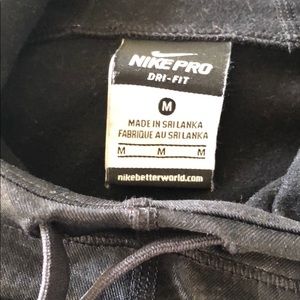 NIKE PRO
DRI-FIT
M
MADE IN SRI LANKA
FABRIQUE AU SRI LANKA
M M M
nikebetterworld.com